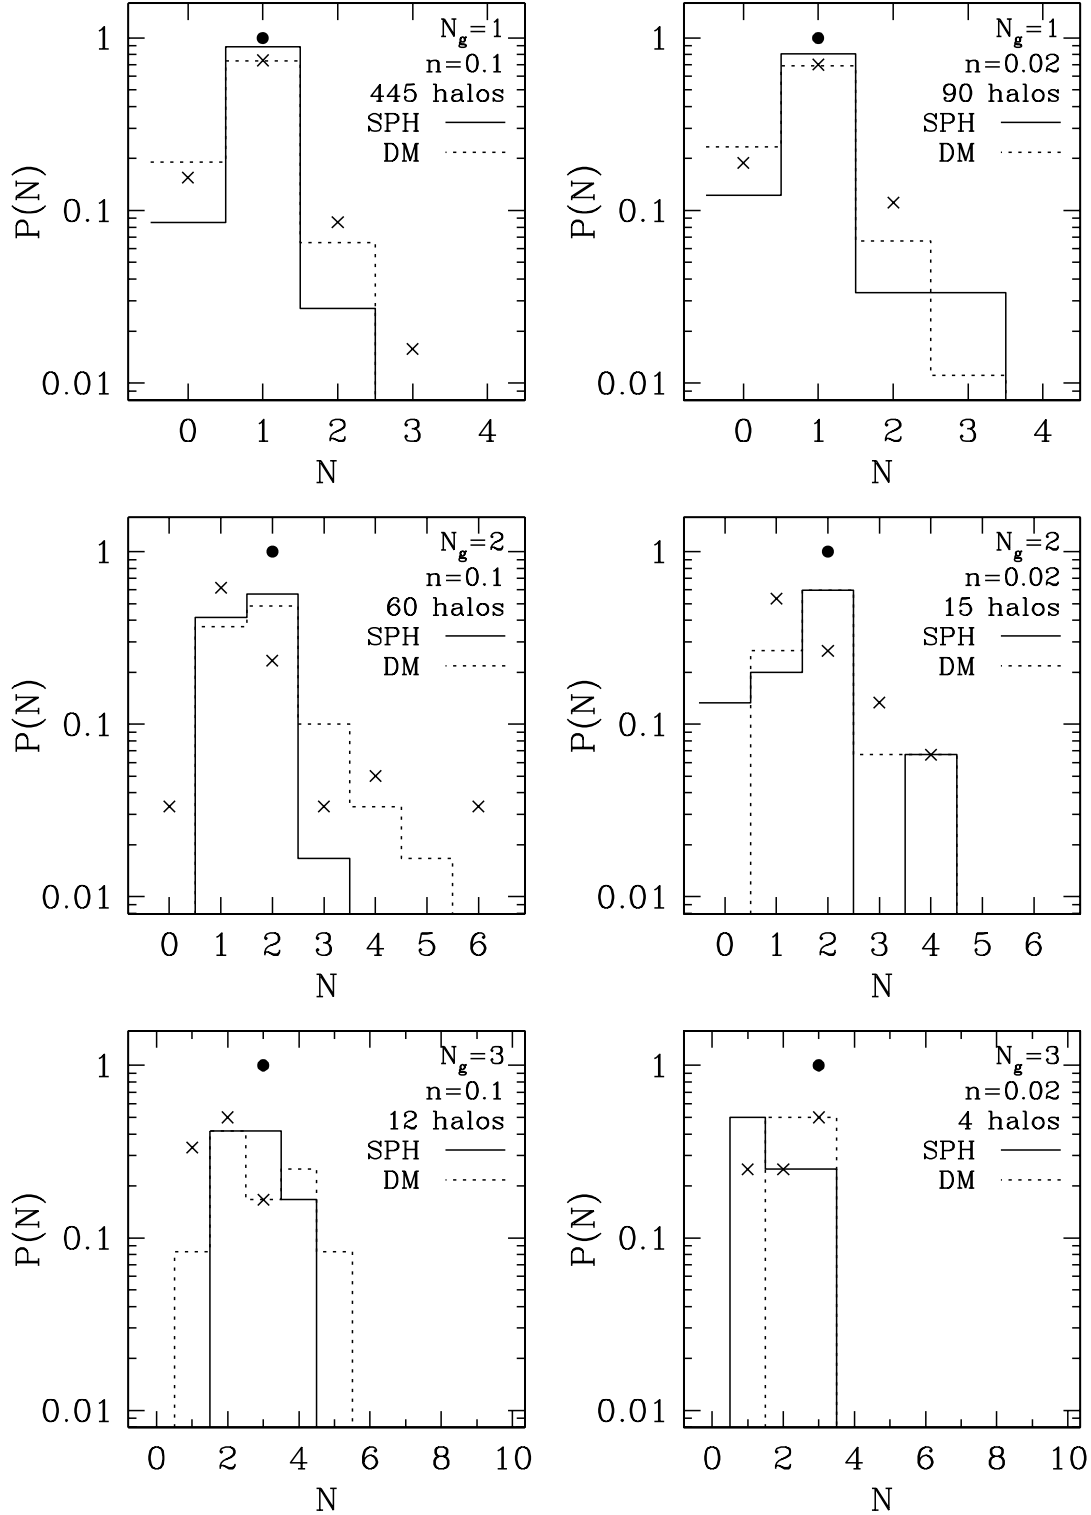 N_g=1
n=0.1
445 halos
SPH
DM
1
0.1
0.01
P(N)
0 1 2 3 4
N
N_g=1
n=0.02
90 halos
SPH
DM
1
0.1
0.01
P(N)
0 1 2 3 4
N
N_g=2
n=0.1
60 halos
SPH
DM
1
0.1
0.01
P(N)
0 1 2 3 4 5 6
N
N_g=2
n=0.02
15 halos
SPH
DM
1
0.1
0.01
P(N)
0 1 2 3 4 5 6
N
N_g=3
n=0.1
12 halos
SPH
DM
1
0.1
0.01
P(N)
0 2 4 6 8 10
N
N_g=3
n=0.02
4 halos
SPH
DM
1
0.1
0.01
P(N)
0 2 4 6 8 10
N